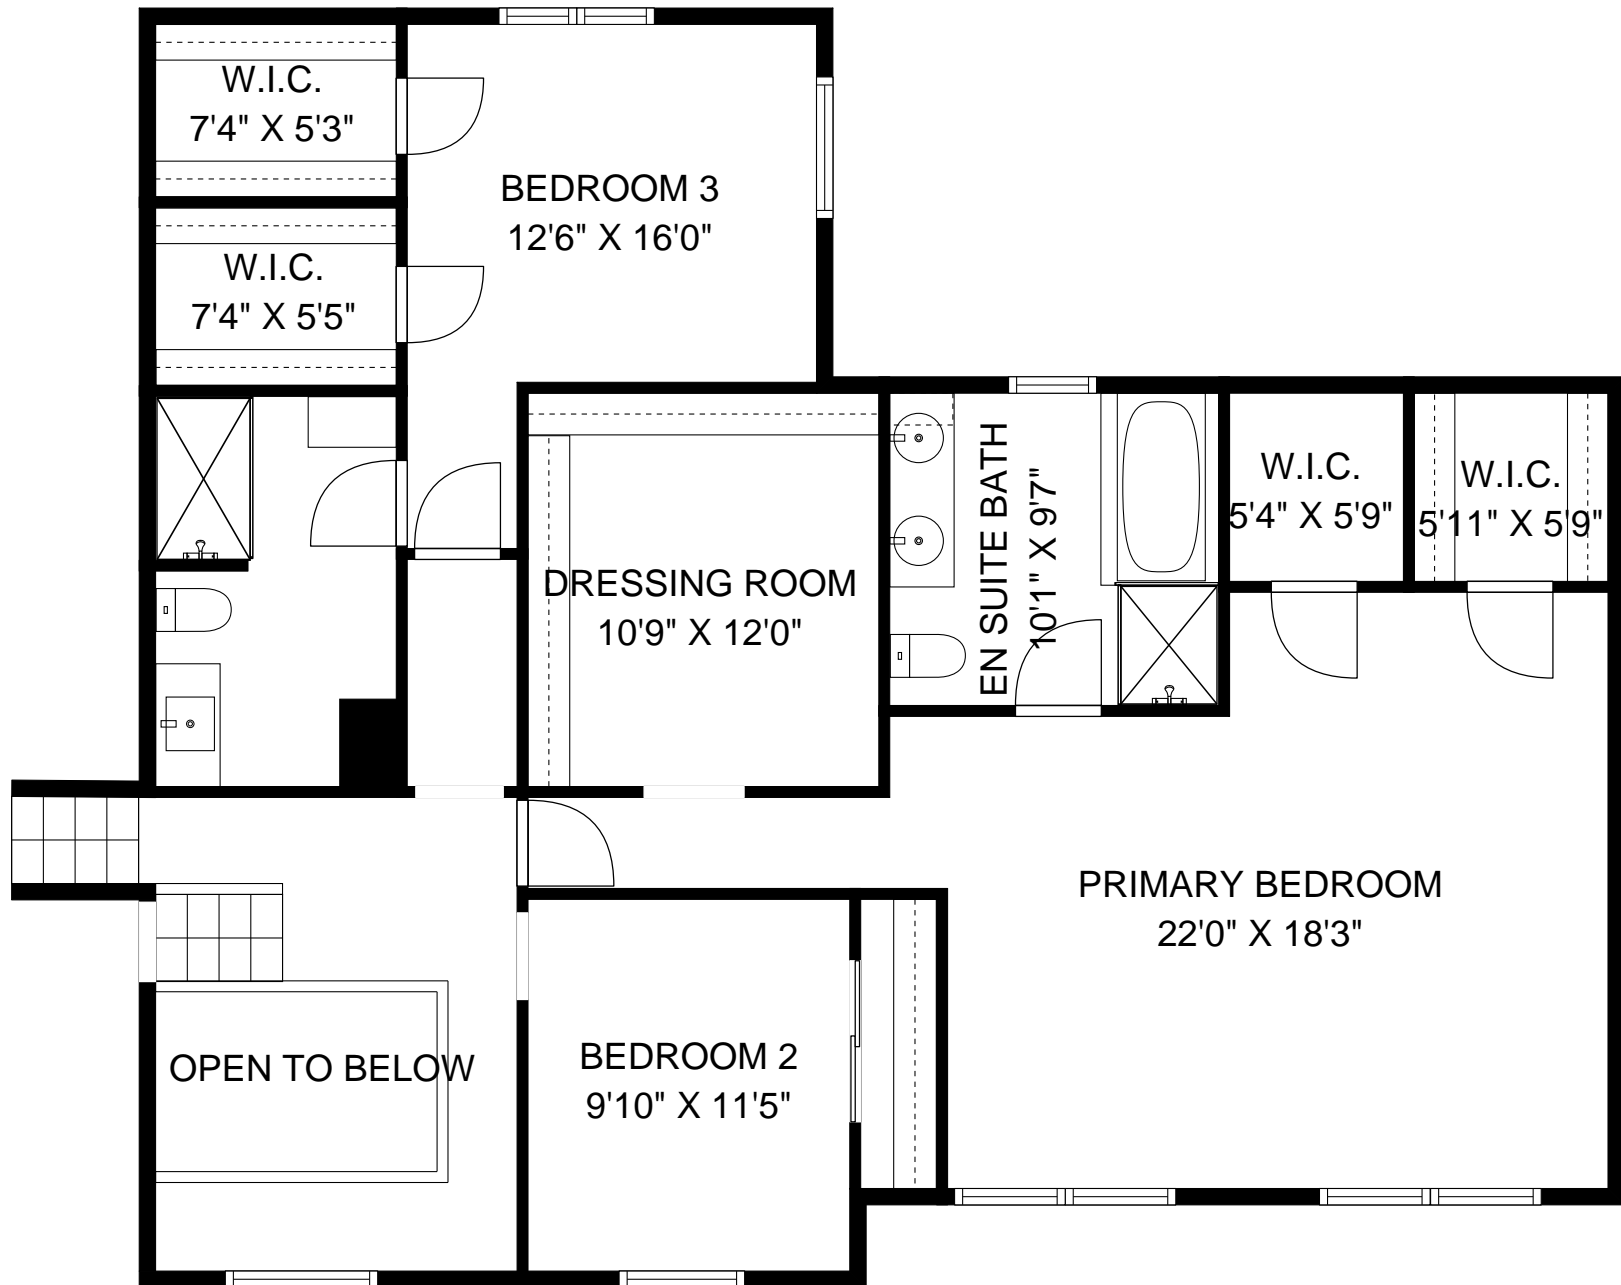 W.I.C.
7'4" X 5'3"
BEDROOM 3
12'6" X 16'0"
W.I.C.
7'4" X 5'5"
DRESSING ROOM
10'9" X 12'0"
EN SUITE BATH
10'1" X 9'7"
W.I.C.
5'4" X 5'9"
W.I.C.
5'11" X 5'9"
PRIMARY BEDROOM
22'0" X 18'3"
OPEN TO BELOW
BEDROOM 2
9'10" X 11'5"